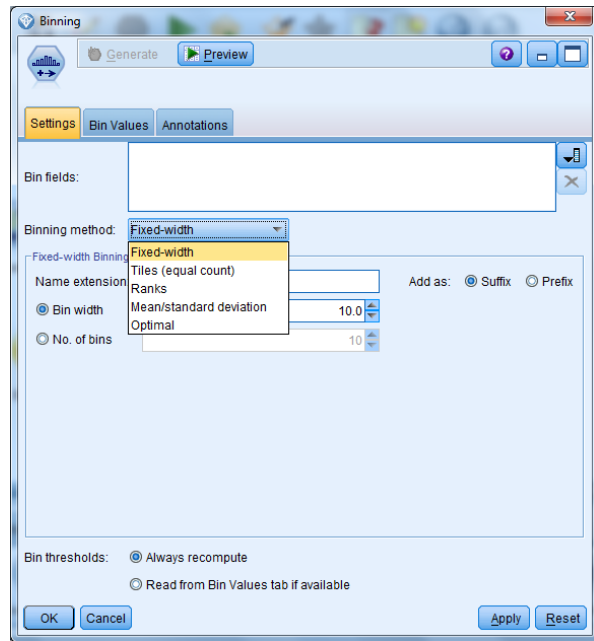 Binning
Generate Preview
Settings Bin Values Annotations
Bin fields:
Binning method: Fixed-width
Fixed-width Binning
Fixed-width
Tiles (equal count)
Ranks
Mean/standard deviation
Optimal
Name extension Add as: Suffix Prefix
Bin width 10.0
No. of bins 10
Bin thresholds: Always recompute
Read from Bin Values tab if available
OK Cancel Apply Reset